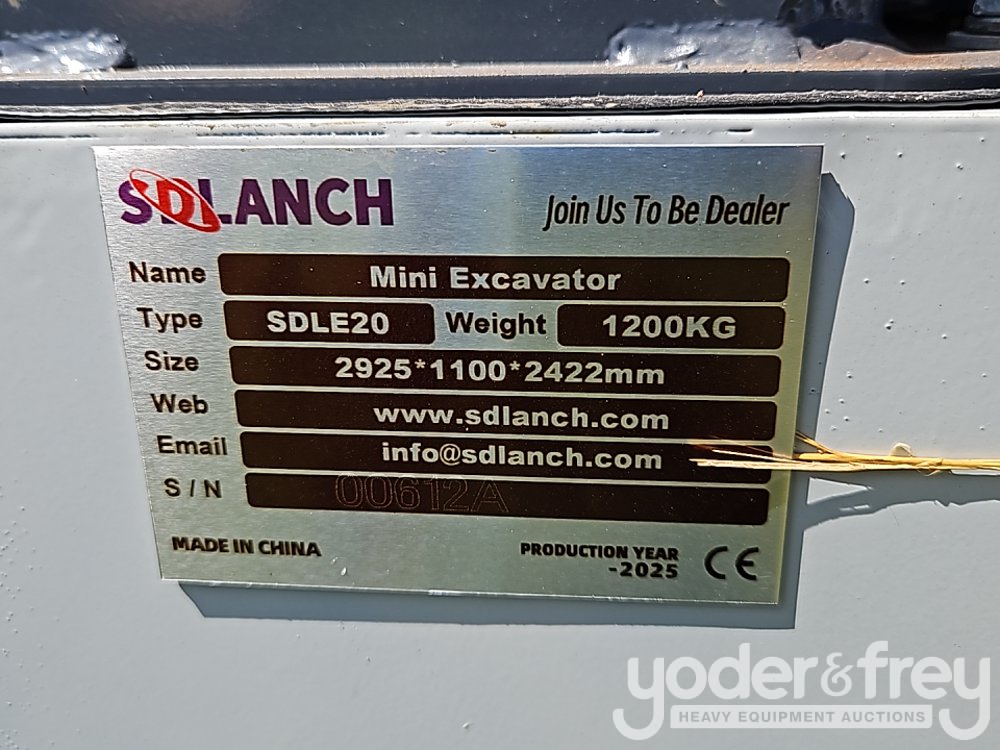 SDLANCH Join Us To Be Dealer
Name Mini Excavator
Type SDLE20 Weight 1200KG
Size 2925*1100*2422mm
Web www.sdlanch.com
Email info@sdlanch.com
S / N 00612A
MADE IN CHINA PRODUCTION YEAR
-2025 CE
yoder&frey
HEAVY EQUIPMENT AUCTIONS